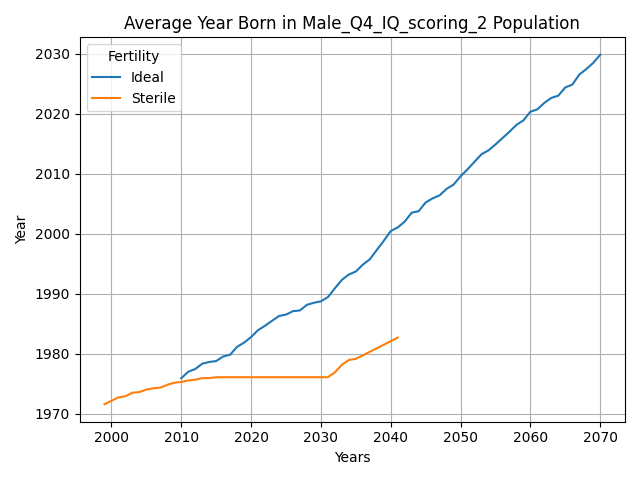 Average Year Born in Male_Q4_IQ_scoring_2 Population
Fertility
Ideal
Sterile
2030
2020
2010
2000
1990
1980
1970
Year
2000 2010 2020 2030 2040 2050 2060 2070
Years